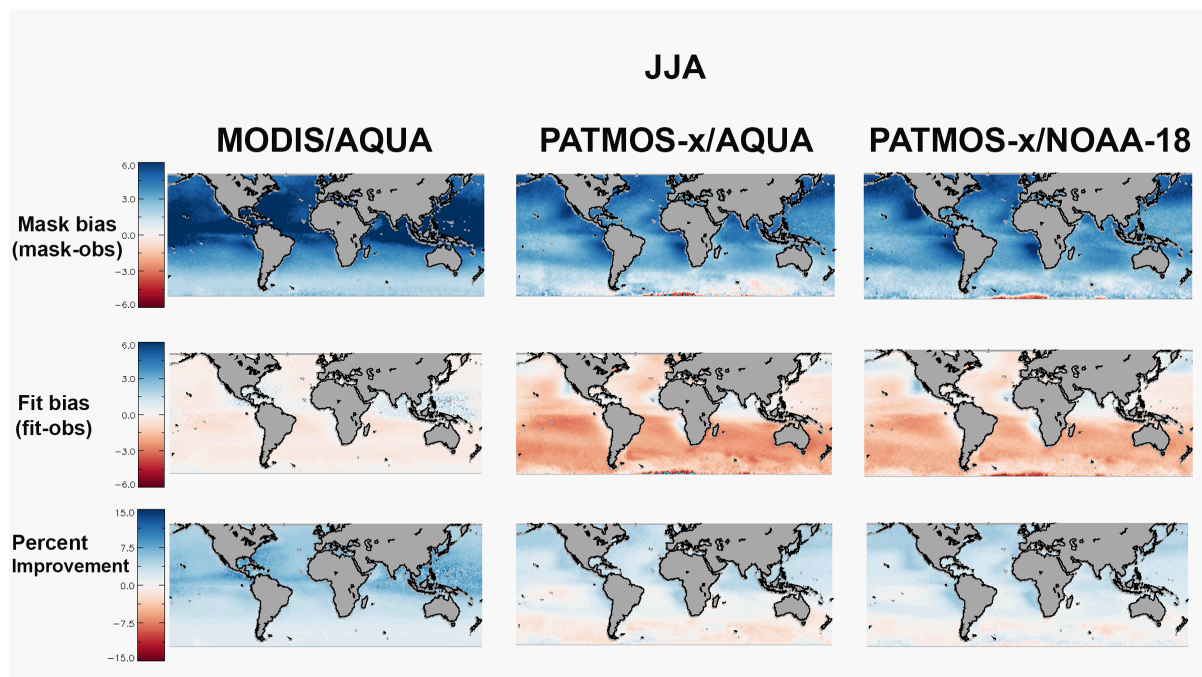 JJA
MODIS/AQUA PATMOS-x/AQUA PATMOS-x/NOAA-18
Mask bias
(mask-obs)
6.0
3.0
0.0
−3.0
−6.0
Fit bias
(fit-obs)
6.0
3.0
0.0
−3.0
−6.0
Percent
Improvement
15.0
7.5
0.0
−7.5
−15.0